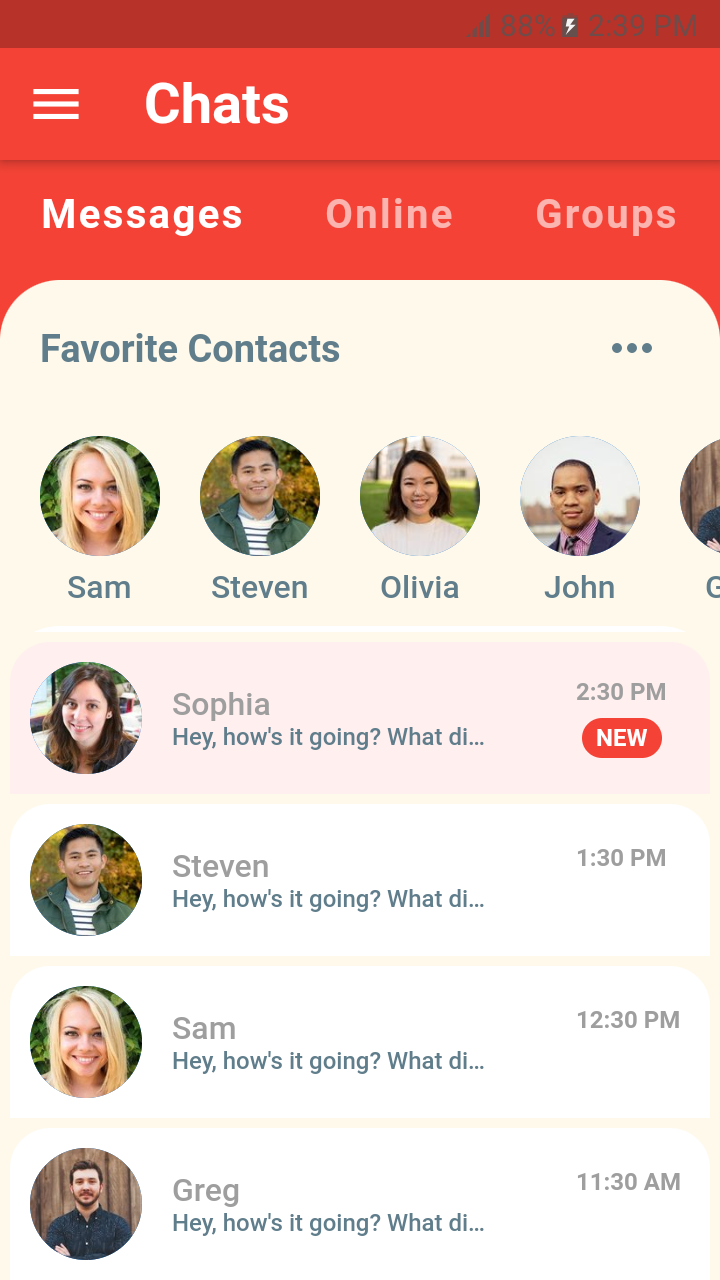 88% 2:39 PM
Chats
Messages Online Groups
Favorite Contacts
Sam Steven Olivia John G
Sophia 2:30 PM
Hey, how's it going? What di... NEW
Steven 1:30 PM
Hey, how's it going? What di...
Sam 12:30 PM
Hey, how's it going? What di...
Greg 11:30 AM
Hey, how's it going? What di...